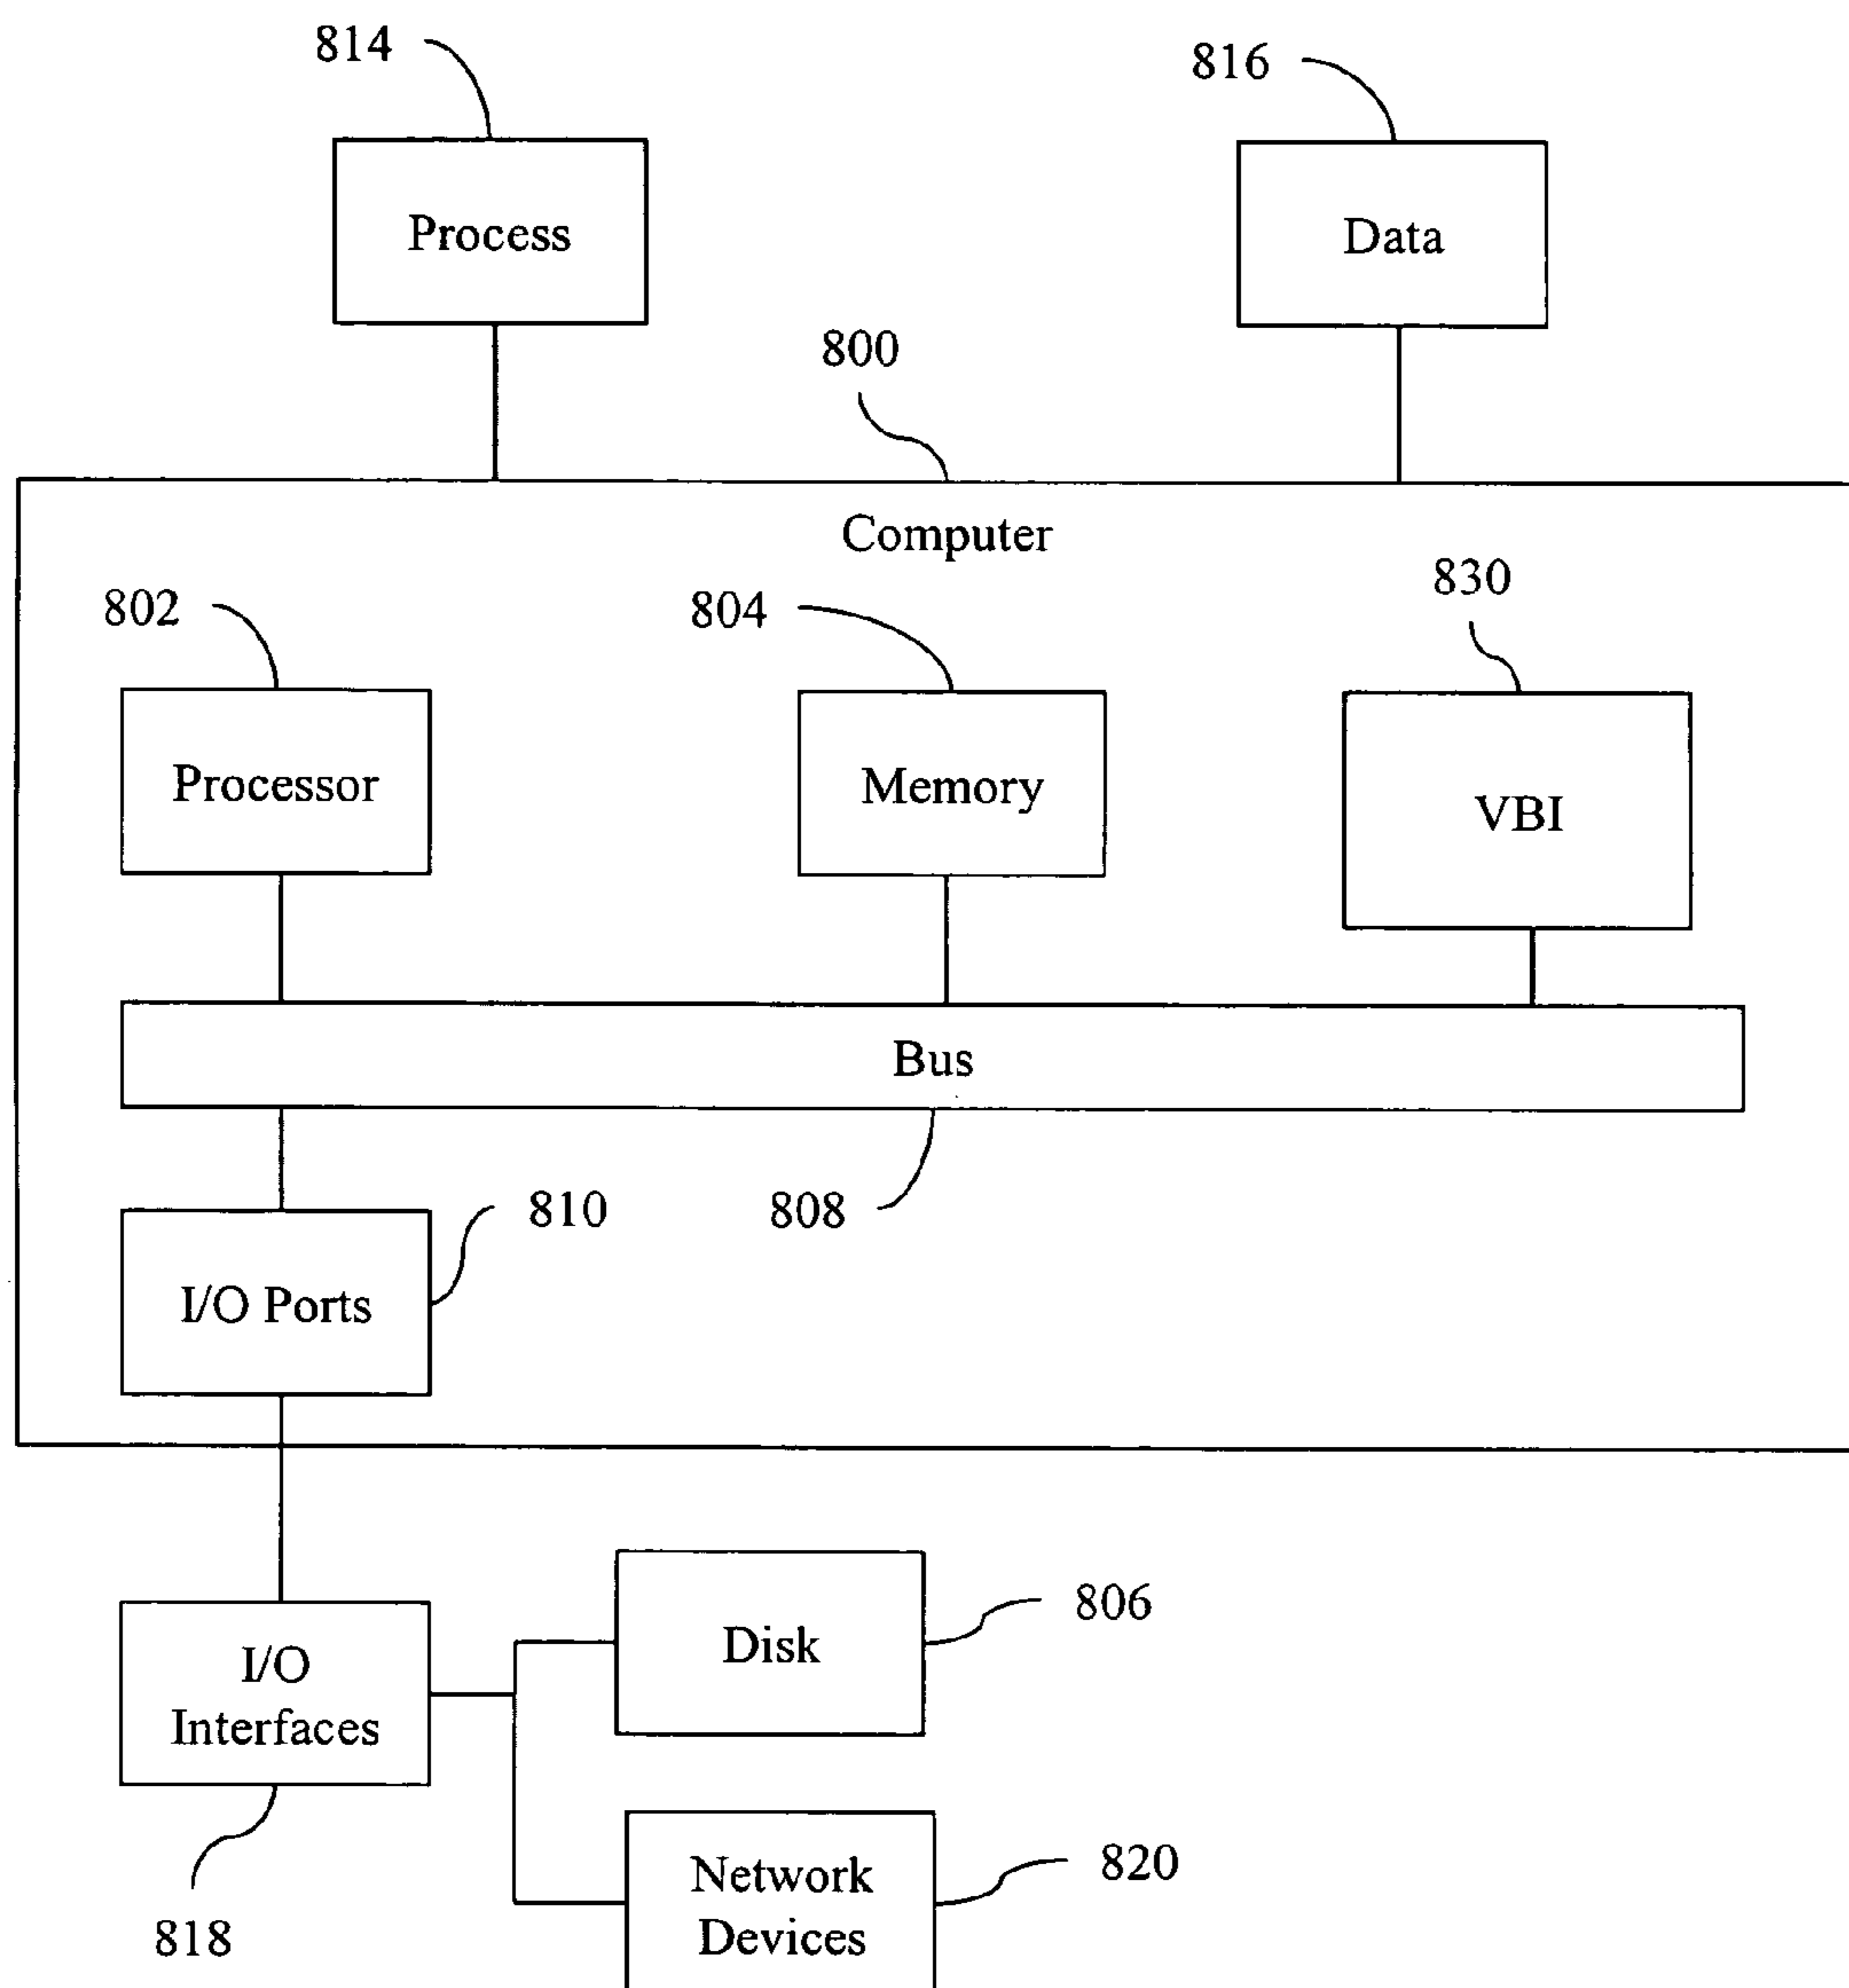 814
816
Process
Data
800
Computer
802
804
830
Processor
Memory
VBI
Bus
810
808
I/O Ports
806
Disk
I/O
Interfaces
820
Network
Devices
818